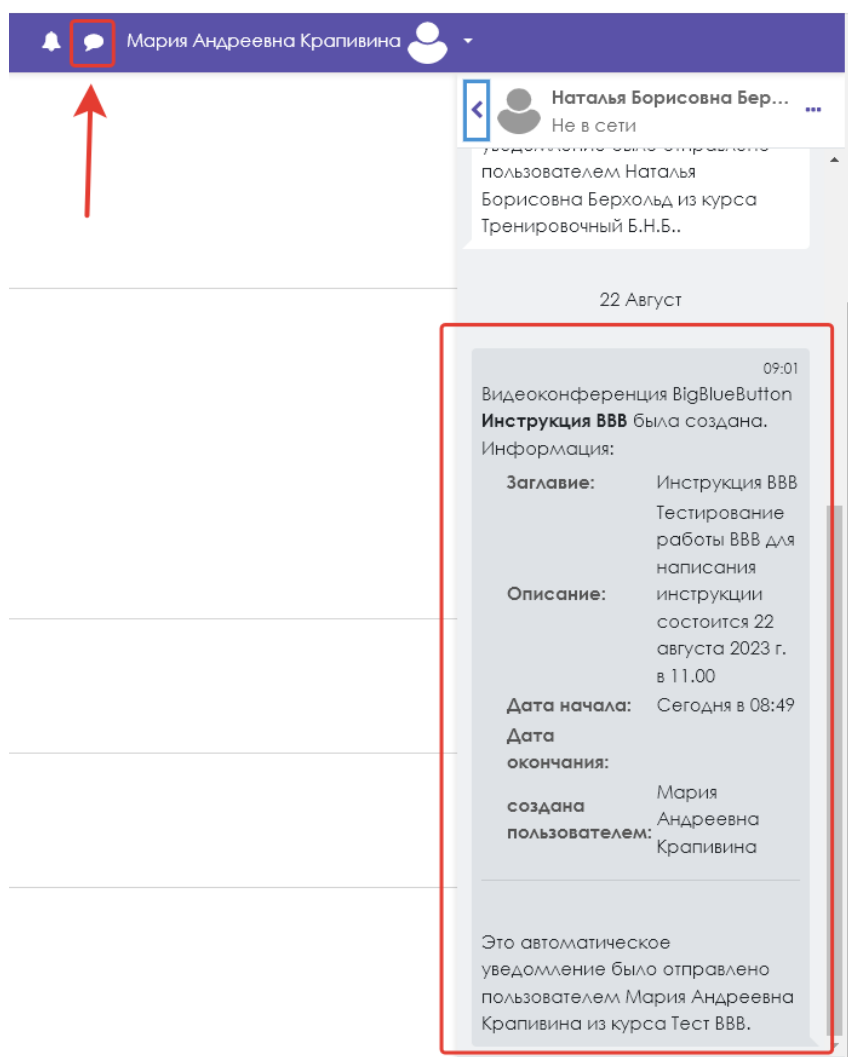 Мария Андреевна Крапивина
Наталья Борисовна Бер...
Не в сети
уведомление было отправлено
пользователем Наталья
Борисовна Берхольд из курса
Тренировочный Б.Н.Б..
22 Август
09:01
Видеоконференция BigBlueButton
Инструкция BBB была создана.
Информация:
Заглавие: Инструкция BBB
Описание: Тестирование
работы BBB для
написания
инструкции
состоится 22
августа 2023 г.
в 11.00
Дата начала: Сегодня в 08:49
Дата
окончания:
создана
пользователем: Мария
Андреевна
Крапивина
Это автоматическое
уведомление было отправлено
пользователем Мария Андреевна
Крапивина из курса Тест BBB.